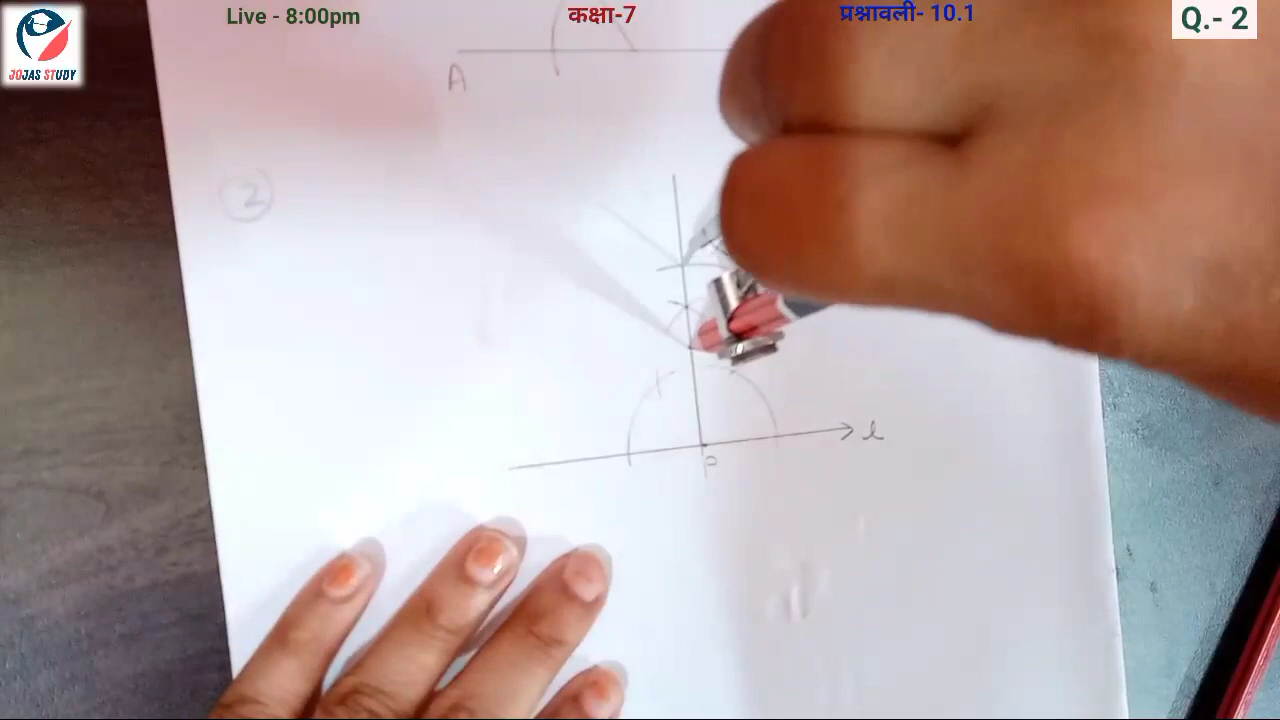 Live - 8:00pm
कक्षा-7
प्रश्नावली- 10.1
Q.- 2
JOJAS STUDY
A
2
l
P